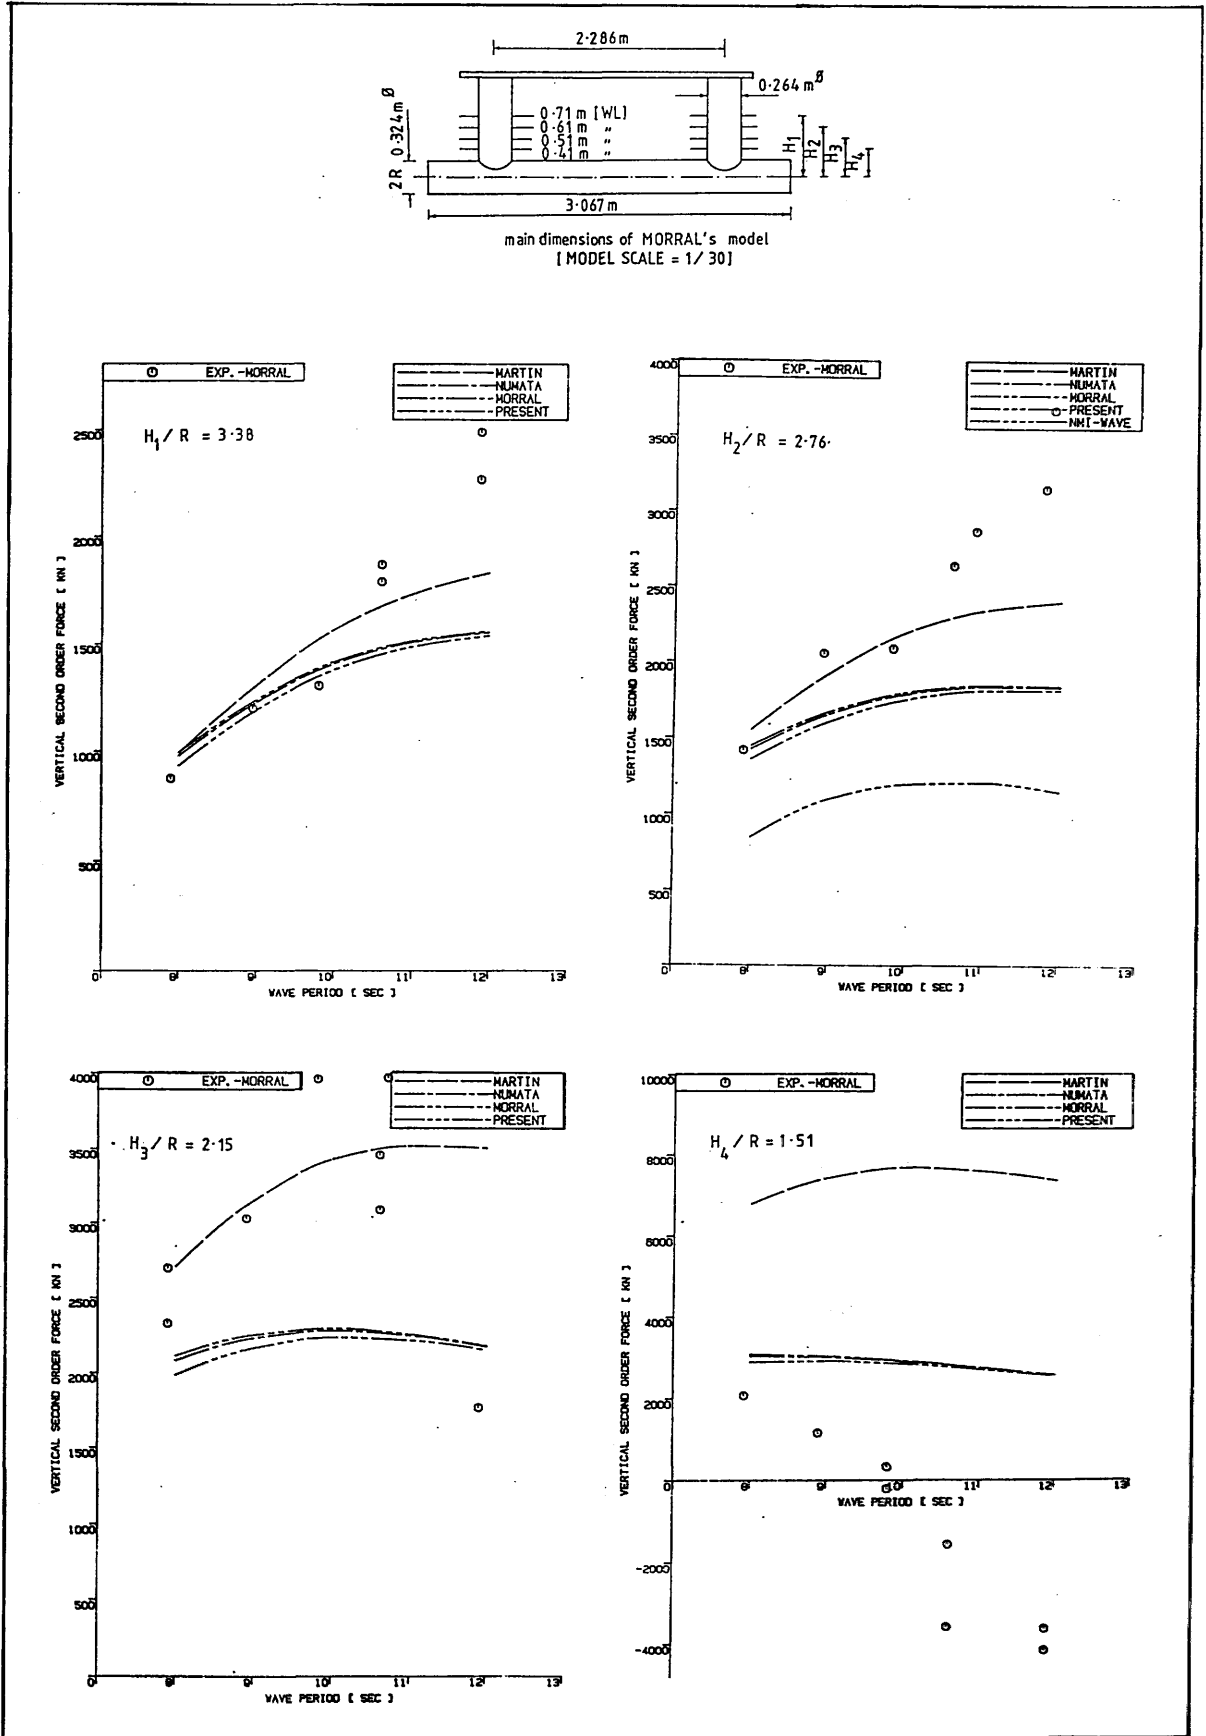 2·286m
0·264 mø
0·324mø
2R
0·71 m [WL]
0·61 m "
0·51 m "
0·41 m "
H1
H2
H3
H4
3·067m
main dimensions of MORRAL's model
[ MODEL SCALE = 1/30]
EXP.-MORRAL
MARTIN
NUMATA
MORRAL
PRESENT
H1/R = 3·38
VERTICAL SECOND ORDER FORCE [ KN ]
2500
2000
1500
1000
500
0 8 9 10 11 12 13
WAVE PERIOD [ SEC ]
EXP.-MORRAL
MARTIN
NUMATA
MORRAL
PRESENT
NMI-WAVE
H2/R = 2·76
VERTICAL SECOND ORDER FORCE [ KN ]
4000
3500
3000
2500
2000
1500
1000
500
0 8 9 10 11 12 13
WAVE PERIOD [ SEC ]
EXP.-MORRAL
MARTIN
NUMATA
MORRAL
PRESENT
H3/R = 2·15
VERTICAL SECOND ORDER FORCE [ KN ]
4000
3500
3000
2500
2000
1500
1000
500
0 8 9 10 11 12 13
WAVE PERIOD [ SEC ]
EXP.-MORRAL
MARTIN
NUMATA
MORRAL
PRESENT
H4/R = 1·51
VERTICAL SECOND ORDER FORCE [ KN ]
10000
8000
6000
4000
2000
0 8 9 10 11 12 13
WAVE PERIOD [ SEC ]
-2000
-4000